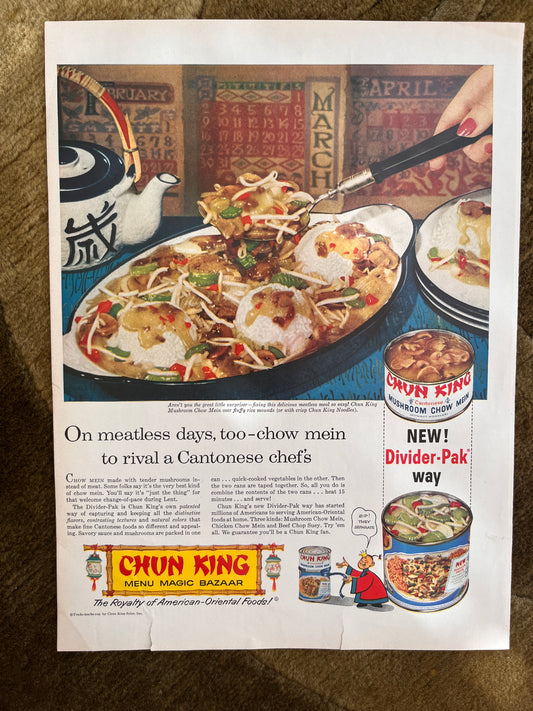 FEBRUARY
MARCH
APRIL
歳
Aren't you the great little surpriser—fixing this delicious meatless meal so easy! Chun King
Mushroom Chow Mein over fluffy rice mounds (or with crisp Chun King Noodles).
On meatless days, too–chow mein
to rival a Cantonese chef's
CHOW MEIN made with tender mushrooms in-
stead of meat. Some folks say it's the very best kind
of chow mein. You'll say it's "just the thing" for
that welcome change-of-pace during Lent.
The Divider-Pak is Chun King's own patented
way of capturing and keeping all the distinctive
flavors, contrasting textures and natural colors that
make fine Cantonese foods so different and appeal-
ing. Savory sauce and mushrooms are packed in one
can . . . quick-cooked vegetables in the other. Then
the two cans are taped together. So, all you do is
combine the contents of the two cans . . . heat 15
minutes . . . and serve!
Chun King's new Divider-Pak way has started
millions of Americans to serving American-Oriental
foods at home. Three kinds: Mushroom Chow Mein,
Chicken Chow Mein and Beef Chop Suey. Try 'em
all. We guarantee you'll be a Chun King fan.
CHUN KING
Cantonese
MUSHROOM CHOW MEIN
NEW!
Divider-Pak
way
ZIP!
THEY
SEPARATE
CHUN KING
MENU MAGIC BAZAAR
The Royalty of American-Oriental Foods!®